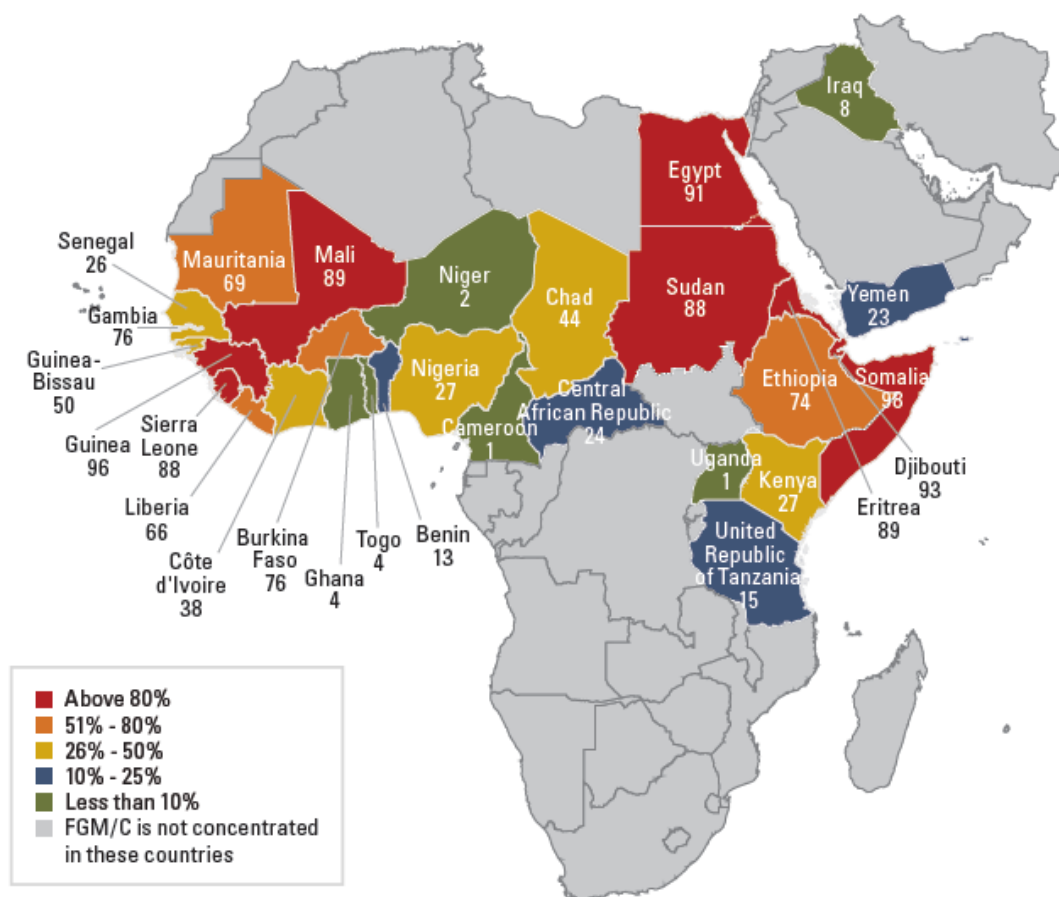 Iraq
8
Egypt
91
Senegal
26
Mauritania
69
Mali
89
Niger
2
Chad
44
Sudan
88
Yemen
23
Gambia
76
Guinea-
Bissau
50
Nigeria
27
Ethiopia
74
Somalia
98
Central
African Republic
24
Cameroon
1
Guinea
96
Sierra
Leone
88
Uganda
1
Kenya
27
Djibouti
93
Eritrea
89
Liberia
66
Côte
d'Ivoire
38
Burkina
Faso
76
Ghana
4
Togo
4
Benin
13
United
Republic
of Tanzania
15
Above 80%
51% - 80%
26% - 50%
10% - 25%
Less than 10%
FGM/C is not concentrated
in these countries